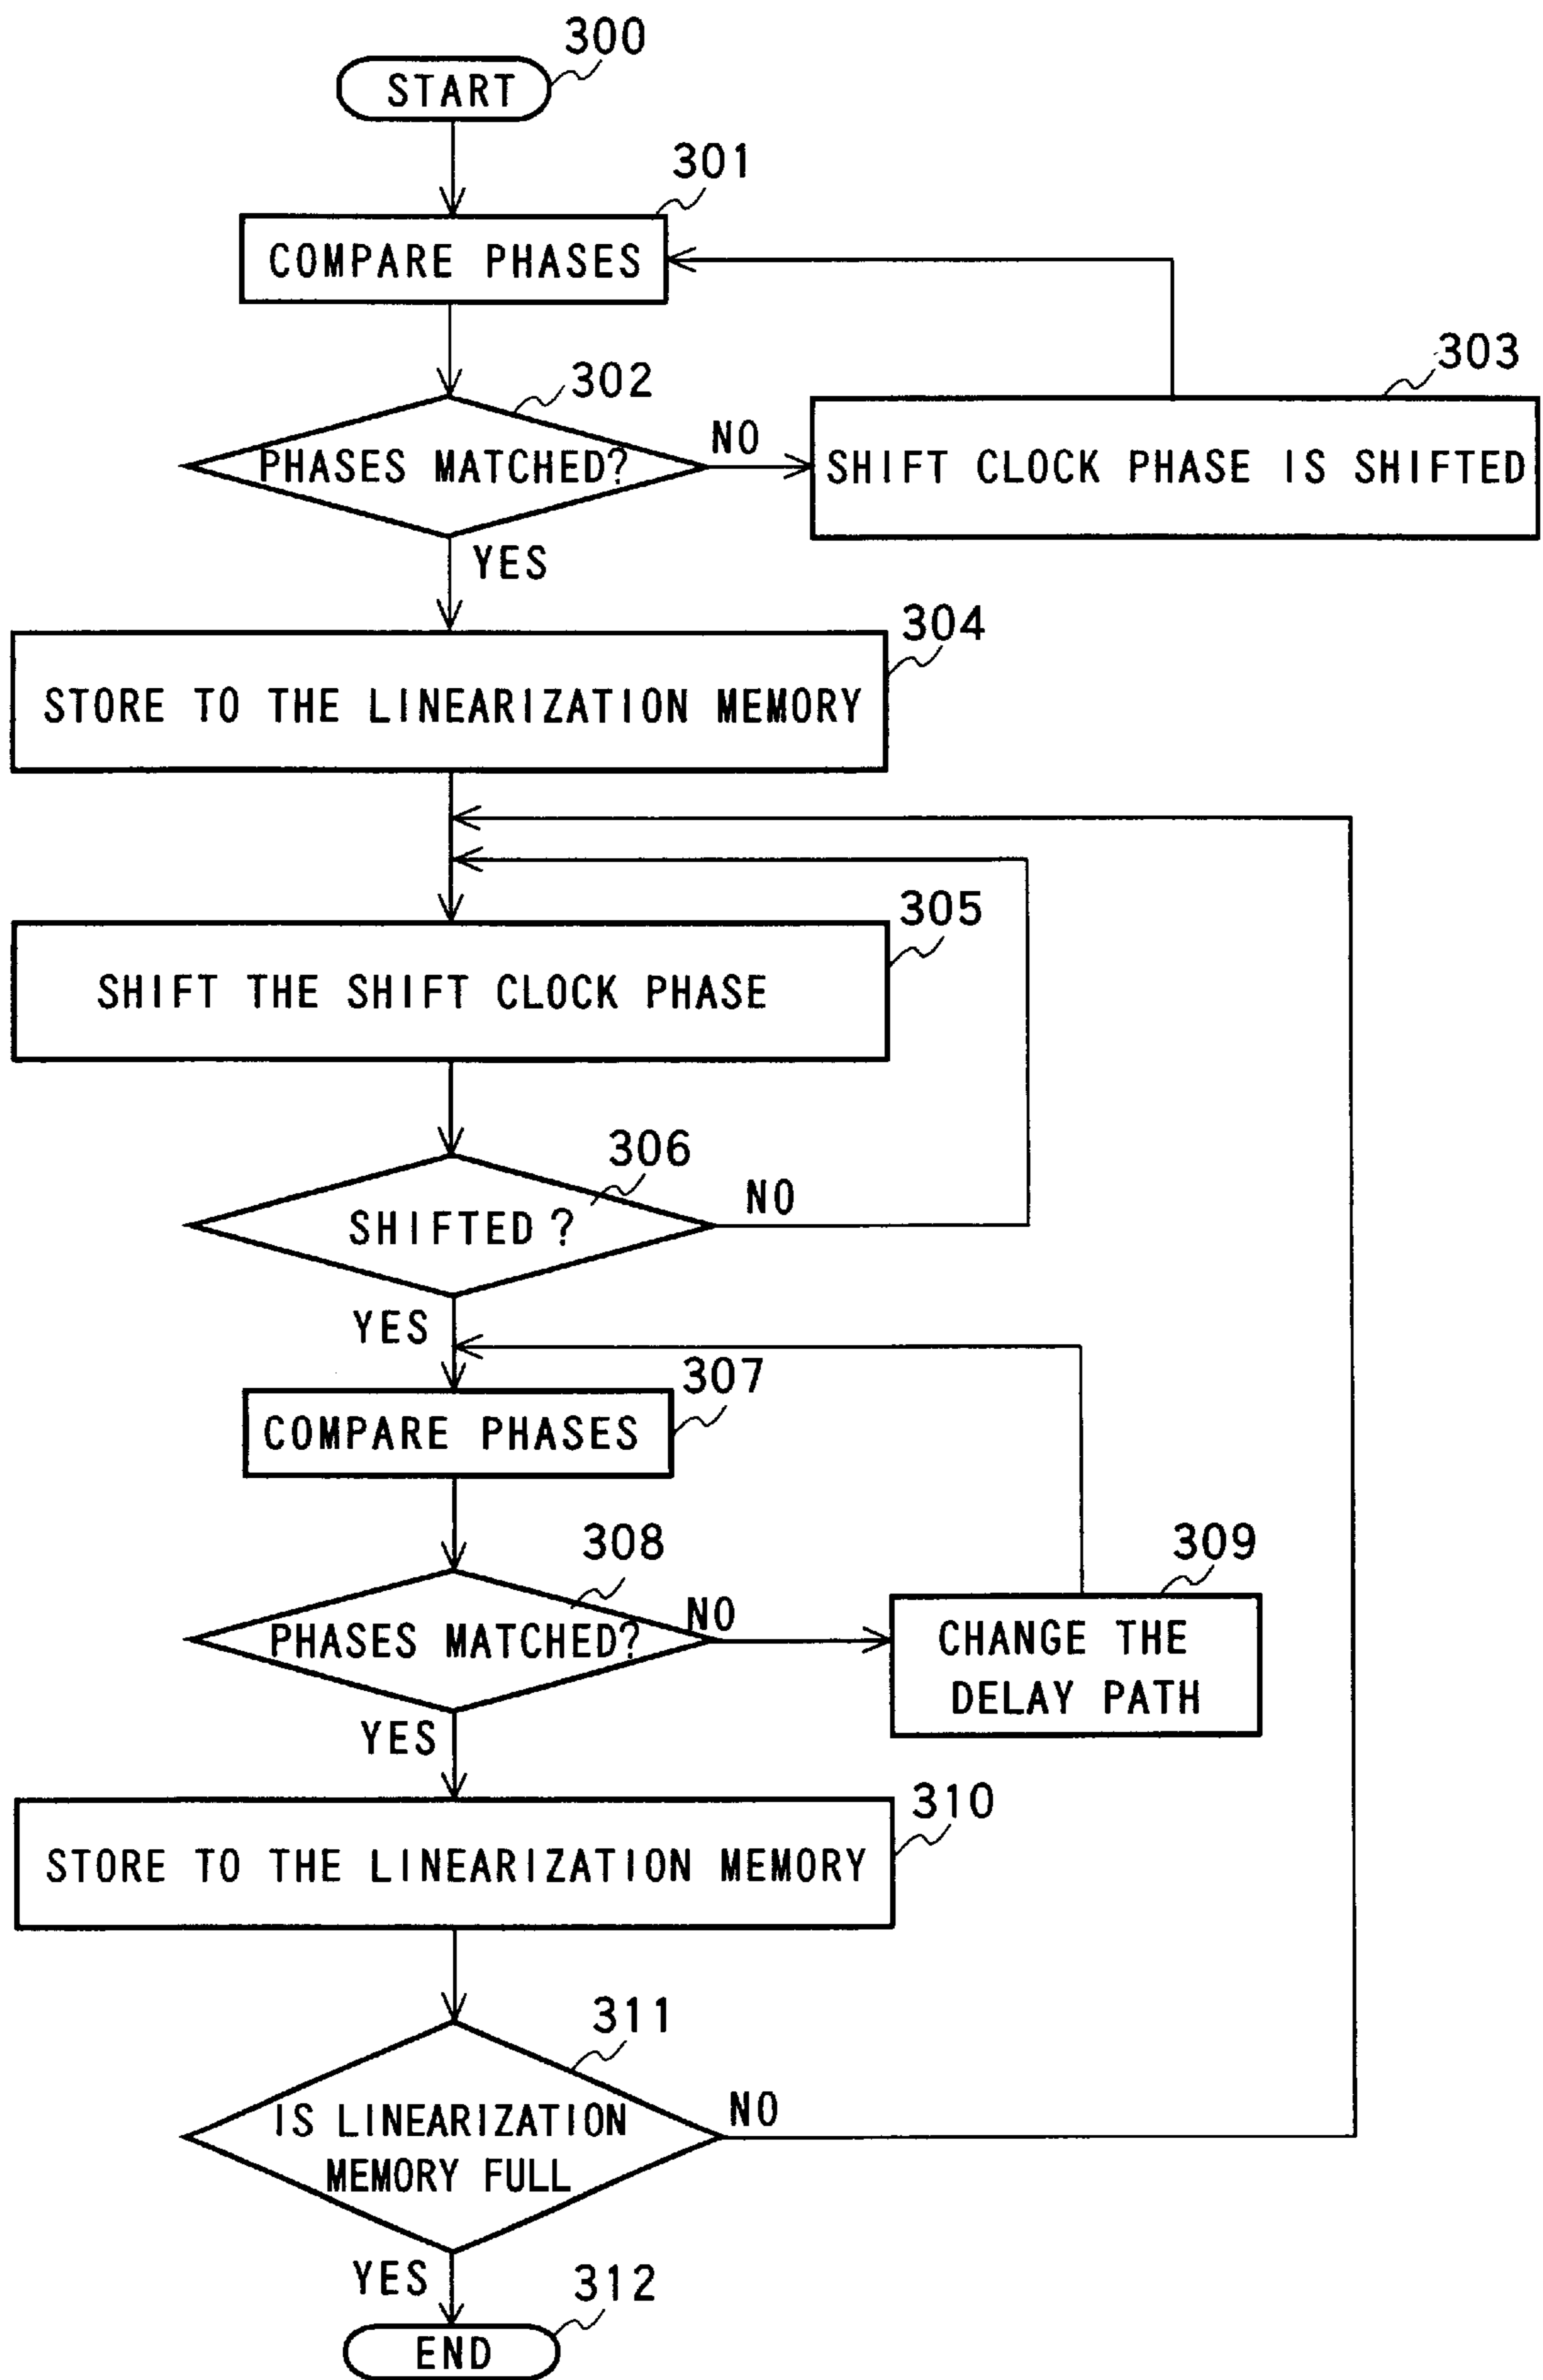 300
START
301
COMPARE PHASES
302
303
PHASES MATCHED?
NO
SHIFT CLOCK PHASE IS SHIFTED
YES
304
STORE TO THE LINEARIZATION MEMORY
305
SHIFT THE SHIFT CLOCK PHASE
306
SHIFTED?
NO
YES
307
COMPARE PHASES
308
309
PHASES MATCHED?
NO
CHANGE THE
DELAY PATH
YES
310
STORE TO THE LINEARIZATION MEMORY
311
IS LINEARIZATION
MEMORY FULL
NO
YES
312
END